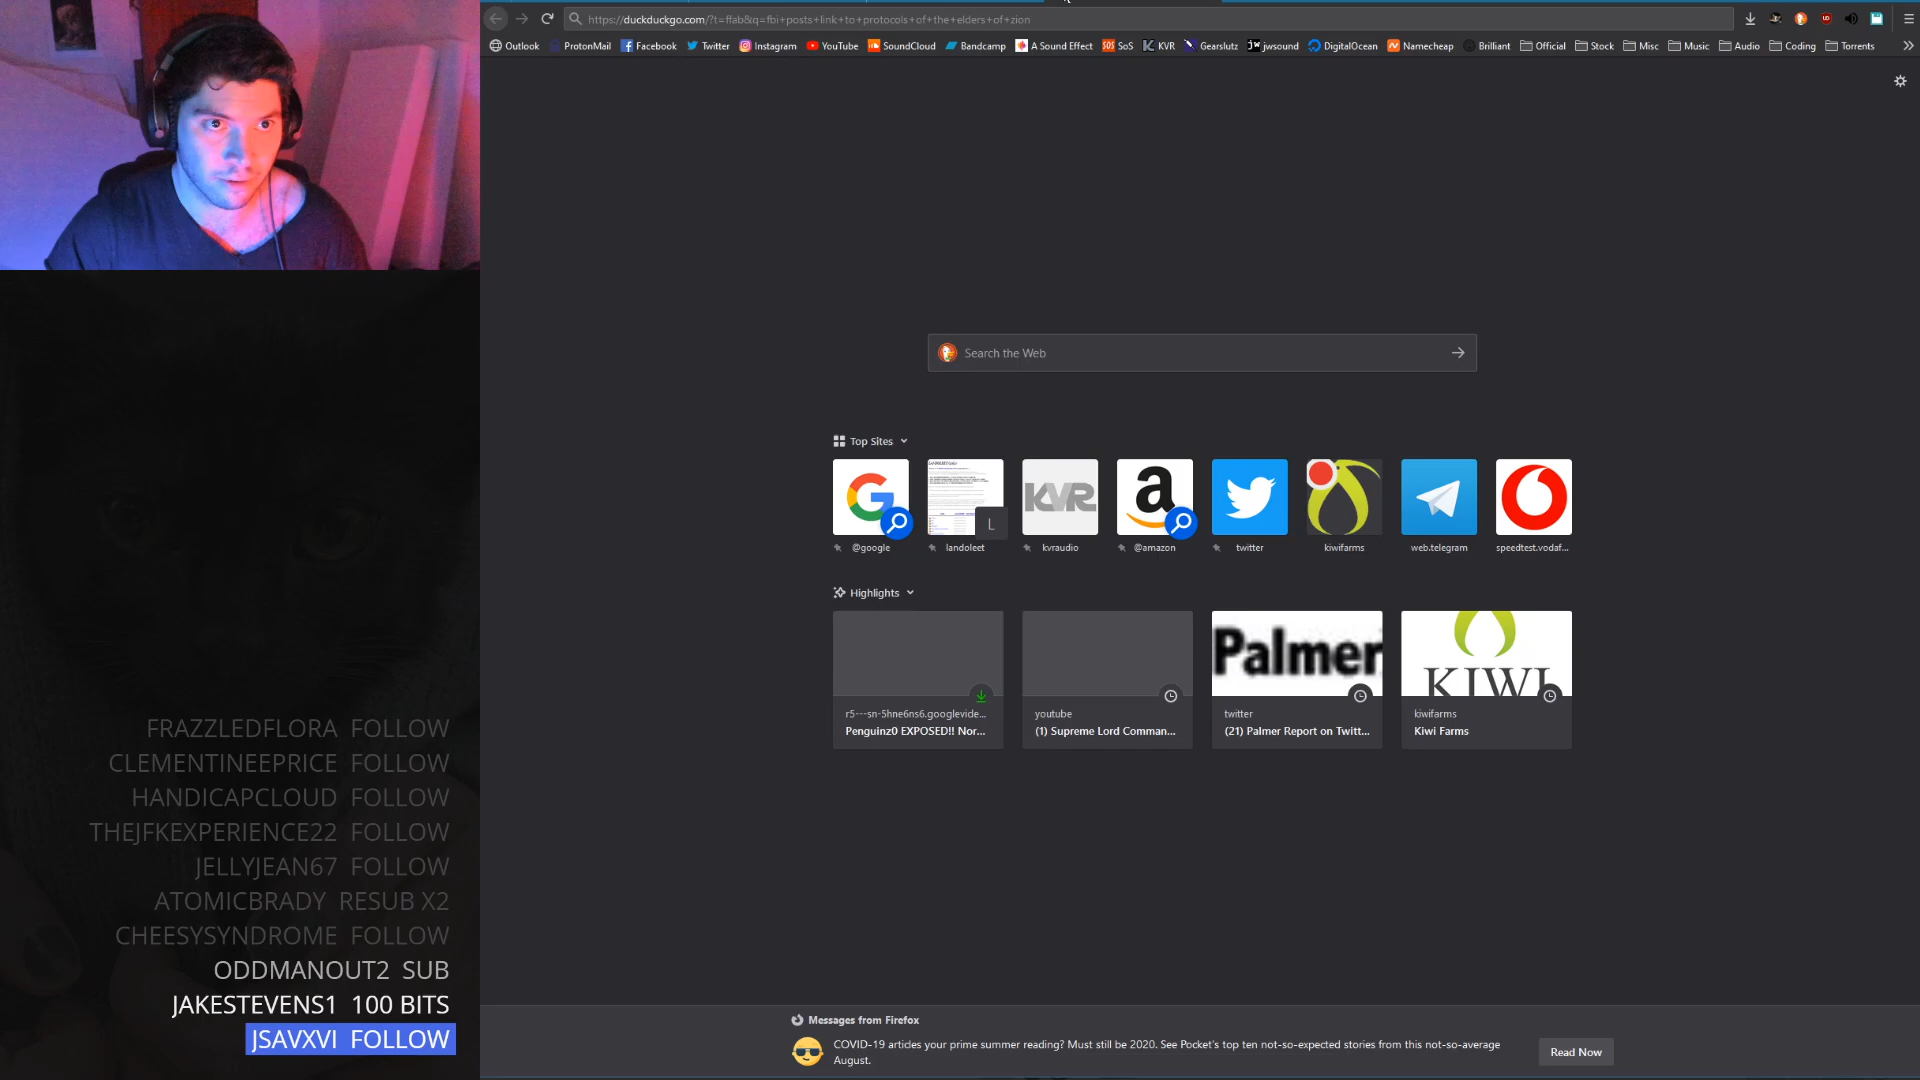 https://duckduckgo.com/?t=ffab&q=fbi+posts+link+to+protocols+of+the+elders+of+zion
Outlook ProtonMail Facebook Twitter Instagram YouTube SoundCloud Bandcamp A Sound Effect SoS KVR Gearslutz jwsound DigitalOcean Namecheap Brilliant Official Stock Misc Music Audio Coding Torrents
Search the Web
Top Sites
KVR
L
@google landoleet kvraudio @amazon twitter kiwifarms web.telegram speedtest.vodaf...
Highlights
Palmer
KIWI
r5---sn-5hne6ns6.googlevide... youtube twitter kiwifarms
Penguinz0 EXPOSED!! Nor... (1) Supreme Lord Comman... (21) Palmer Report on Twitt... Kiwi Farms
FRAZZLEDFLORA FOLLOW
CLEMENTINEEPRICE FOLLOW
HANDICAPCLOUD FOLLOW
THEJFKEXPERIENCE22 FOLLOW
JELLYJEAN67 FOLLOW
ATOMICBRADY RESUB X2
CHEESYSYNDROME FOLLOW
ODDMANOUT2 SUB
JAKESTEVENS1 100 BITS
JSAVXVI FOLLOW
Messages from Firefox
COVID-19 articles your prime summer reading? Must still be 2020. See Pocket's top ten not-so-expected stories from this not-so-average
August.
Read Now